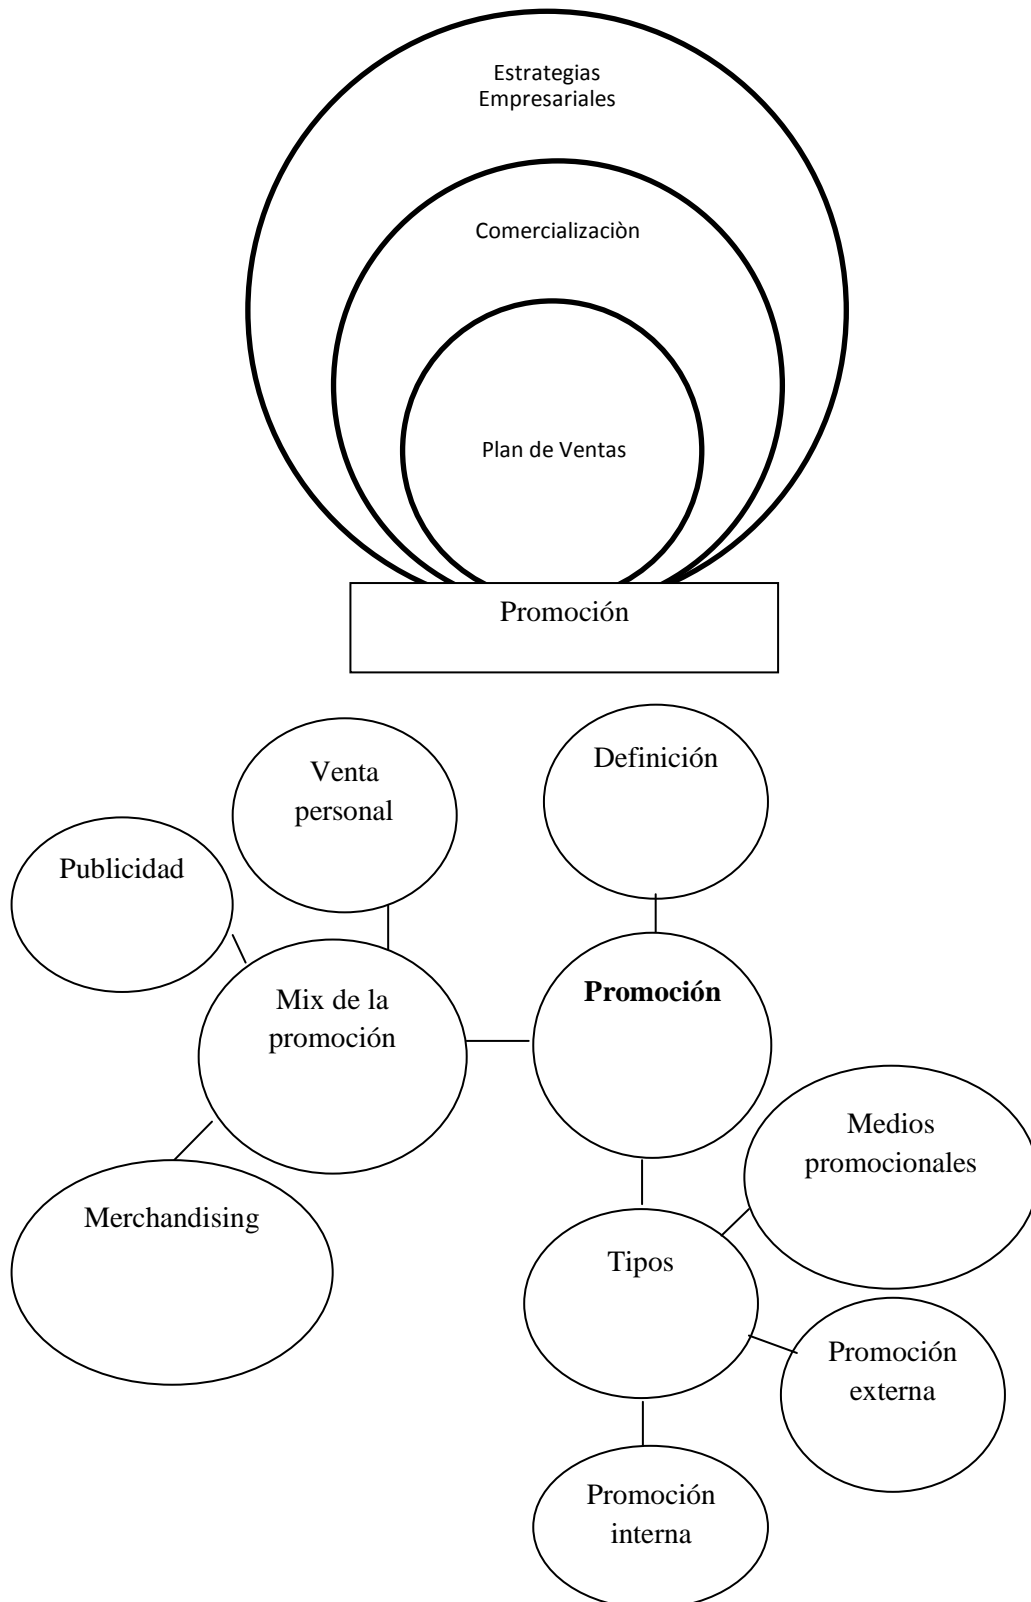 Estrategias
Empresariales
Comercializaciòn
Plan de Ventas
Promoción
Venta
personal
Definición
Publicidad
Mix de la
promoción
Promoción
Medios
promocionales
Merchandising
Tipos
Promoción
externa
Promoción
interna